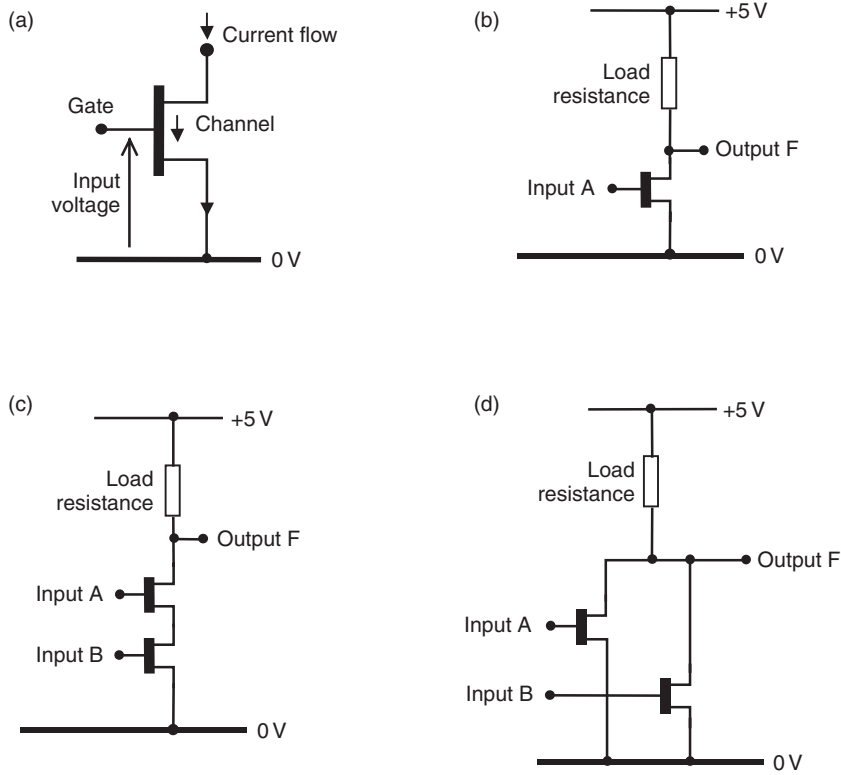 (a)
Current flow
Gate
Channel
Input
voltage
0 V
(b)
+5 V
Load
resistance
Output F
Input A
0 V
(c)
+5 V
Load
resistance
Output F
Input A
Input B
0 V
(d)
+5 V
Load
resistance
Output F
Input A
Input B
0 V